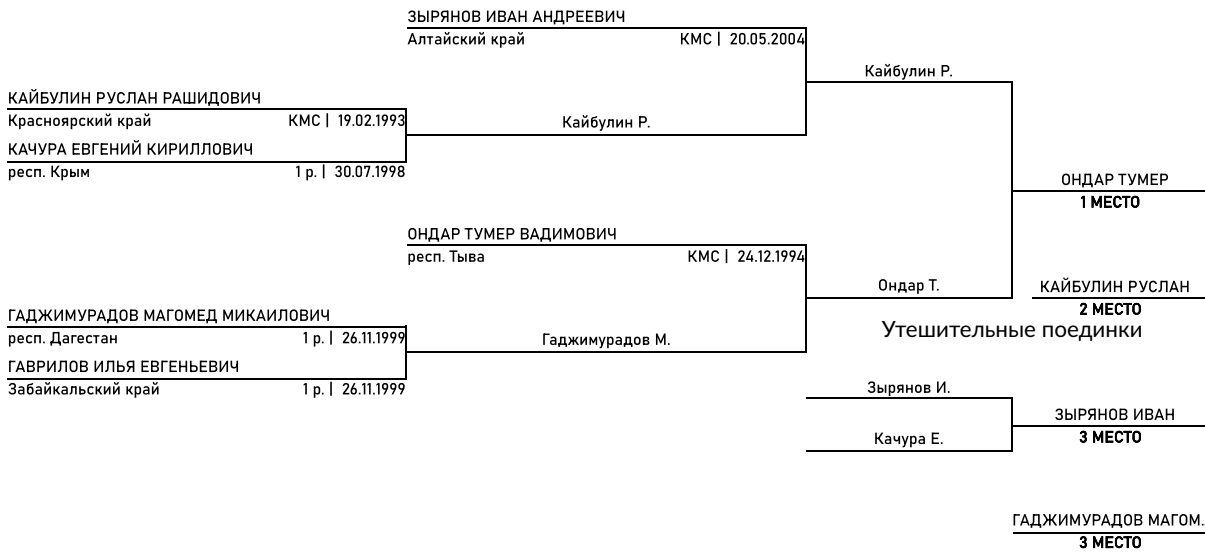 ЗЫРЯНОВ ИВАН АНДРЕЕВИЧ
Алтайский край КМС | 20.05.2004
Кайбулин Р.
КАЙБУЛИН РУСЛАН РАШИДОВИЧ
Красноярский край КМС | 19.02.1993
Кайбулин Р.
КАЧУРА ЕВГЕНИЙ КИРИЛЛОВИЧ
респ. Крым 1 р. | 30.07.1998
ОНДАР ТУМЕР
1 МЕСТО
ОНДАР ТУМЕР ВАДИМОВИЧ
респ. Тыва КМС | 24.12.1994
Ондар Т.
КАЙБУЛИН РУСЛАН
2 МЕСТО
ГАДЖИМУРАДОВ МАГОМЕД МИКАИЛОВИЧ
респ. Дагестан 1 р. | 26.11.1999
Гаджимурадов М.
ГАВРИЛОВ ИЛЬЯ ЕВГЕНЬЕВИЧ
Забайкальский край 1 р. | 26.11.1999
Утешительные поединки
Зырянов И.
ЗЫРЯНОВ ИВАН
3 МЕСТО
Качура Е.
ГАДЖИМУРАДОВ МАГОМ.
3 МЕСТО